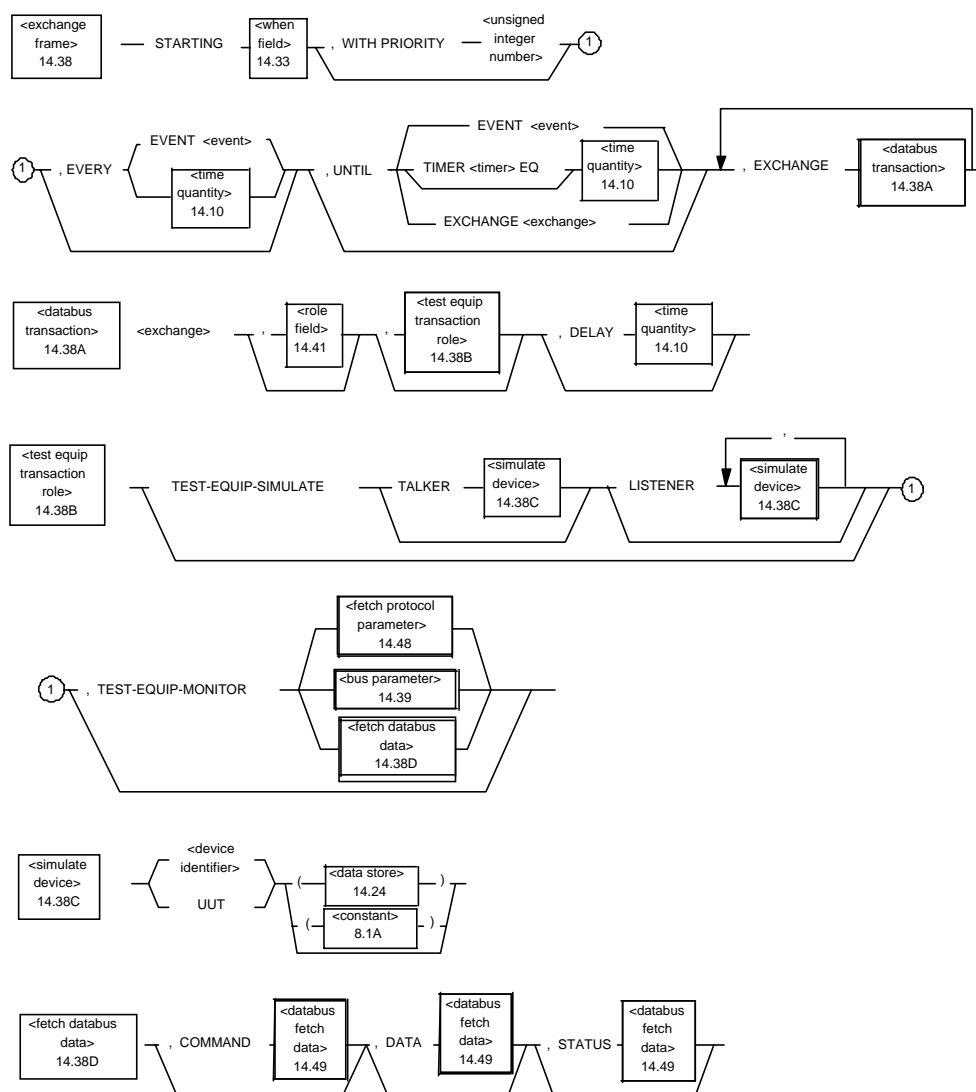 <exchange frame> 14.38 STARTING <when field> 14.33 , WITH PRIORITY <unsigned integer number> 1
1 , EVERY EVENT <event> <time quantity> 14.10 , UNTIL EVENT <event> TIMER <timer> EQ <time quantity> 14.10 EXCHANGE <exchange> , EXCHANGE <databus transaction> 14.38A
<databus transaction> 14.38A <exchange> , <role field> 14.41 , <test equip transaction role> 14.38B , DELAY <time quantity> 14.10
<test equip transaction role> 14.38B TEST-EQUIP-SIMULATE TALKER <simulate device> 14.38C LISTENER , <simulate device> 14.38C 1
1 , TEST-EQUIP-MONITOR <fetch protocol parameter> 14.48
<bus parameter> 14.39
<fetch databus data> 14.38D
<simulate device> 14.38C <device identifier> UUT ( <data store> 14.24 )
( <constant> 8.1A )
<fetch databus data> 14.38D , COMMAND <databus fetch data> 14.49 , DATA <databus fetch data> 14.49 , STATUS <databus fetch data> 14.49